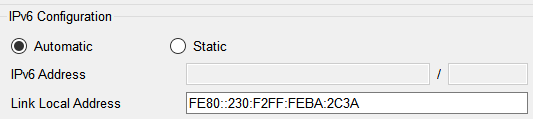 IPv6 Configuration
Automatic Static
IPv6 Address /
Link Local Address FE80::230:F2FF:FEBA:2C3A